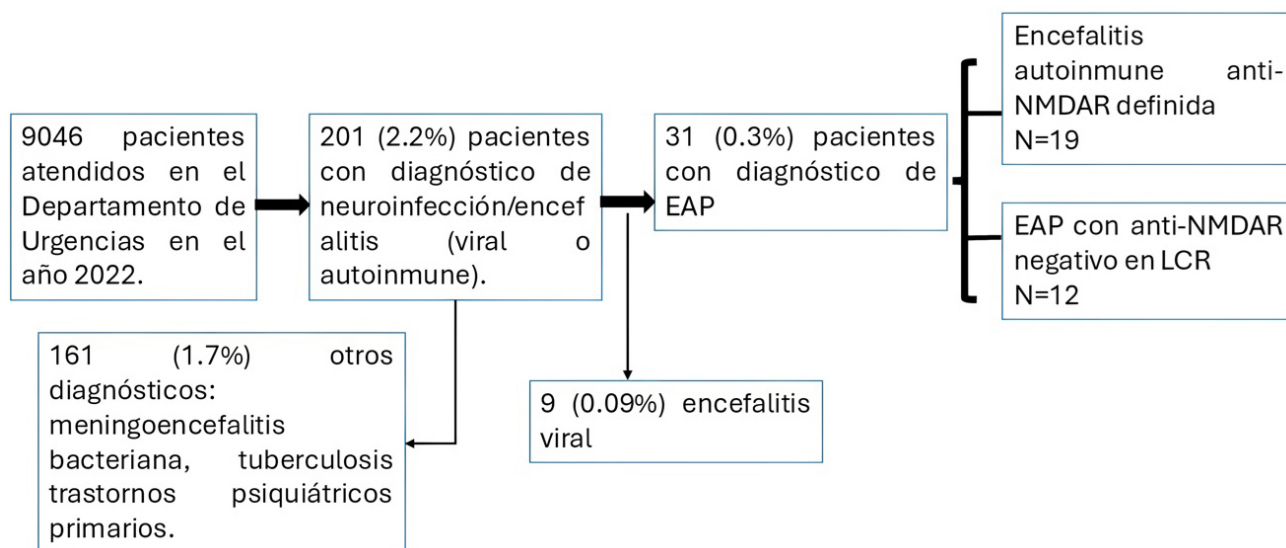 9046 pacientes
atendidos en el
Departamento de
Urgencias en el
año 2022.
201 (2.2%) pacientes
con diagnóstico de
neuroinfección/encef
alitis (viral o
autoinmune).
31 (0.3%) pacientes
con diagnóstico de
EAP
Encefalitis
autoinmune anti-
NMDAR definida
N=19
EAP con anti-NMDAR
negativo en LCR
N=12
161 (1.7%) otros
diagnósticos:
meningoencefalitis
bacteriana, tuberculosis
trastornos psiquiátricos
primarios.
9 (0.09%) encefalitis
viral